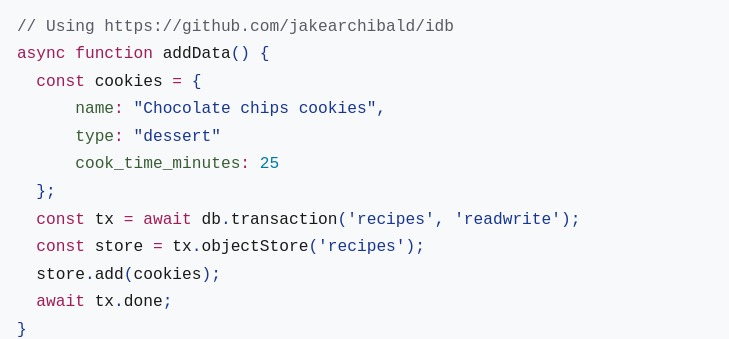 // Using https://github.com/jakearchibald/idb
async function addData() {
  const cookies = {
      name: "Chocolate chips cookies",
      type: "dessert"
      cook_time_minutes: 25
  };
  const tx = await db.transaction('recipes', 'readwrite');
  const store = tx.objectStore('recipes');
  store.add(cookies);
  await tx.done;
}